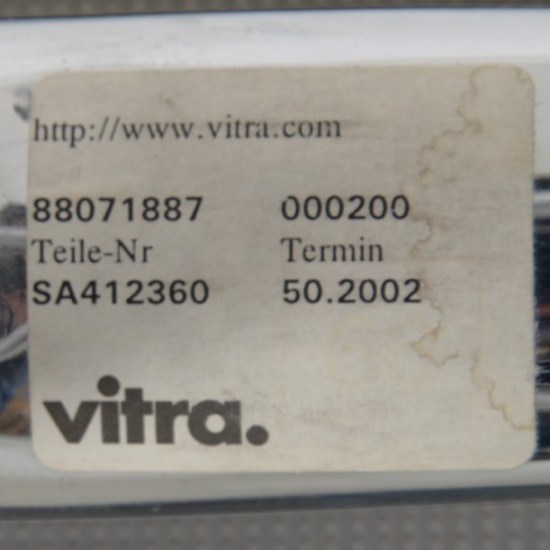 http://www.vitra.com
88071887 000200
Teile-Nr Termin
SA412360 50.2002
vitra.